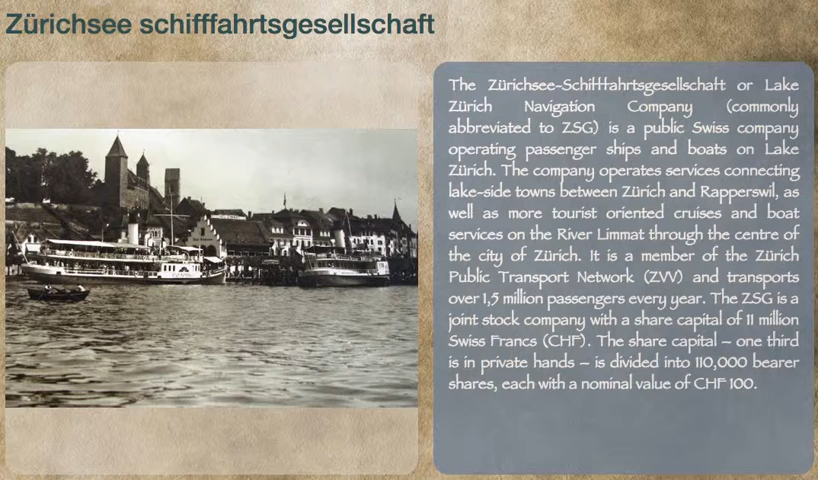 Zürichsee schifffahrtsgesellschaft
The Zürichsee-Schifffahrtsgesellschaft or Lake
Zürich Navigation Company (commonly
abbreviated to ZSG) is a public Swiss company
operating passenger ships and boats on Lake
Zürich. The company operates services connecting
lake-side towns between Zürich and Rapperswil, as
well as more tourist oriented cruises and boat
services on the River Limmat through the centre of
the city of Zürich. It is a member of the Zürich
Public Transport Network (ZVV) and transports
over 1,5 million passengers every year. The ZSG is a
joint stock company with a share capital of 11 million
Swiss Francs (CHF). The share capital – one third
is in private hands – is divided into 110,000 bearer
shares, each with a nominal value of CHF 100.